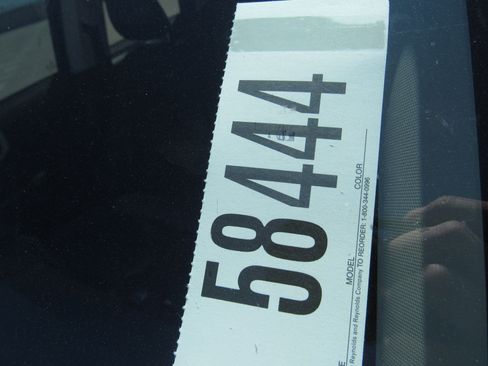 58444
MODEL COLOR
Reynolds and Reynolds Company TO REORDER: 1-800-344-0996